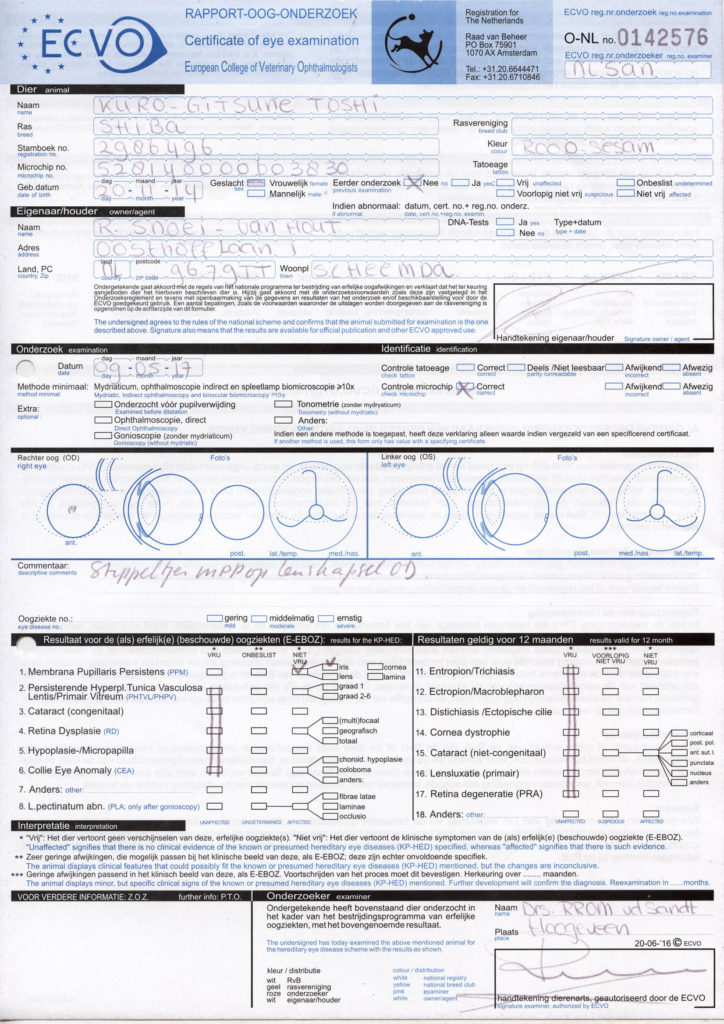 ECVO
RAPPORT-OOG-ONDERZOEK
Certificate of eye examination
European College of Veterinary Ophthalmologists
Registration for
The Netherlands
Raad van Beheer
PO Box 75901
1070 AX Amsterdam
Tel.: +31.20.6644471
Fax: +31.20.6710846
ECVO reg.nr.onderzoek reg.no.examination
O-NL no. 0142576
ECVO reg.nr.onderzoeker reg.no. examiner
NLSAN
Dier animal
Naam name KURO-GITSUNE TOSHI
Ras breed SHIBA
Rasvereniging breed club
Stamboek no. registration no. 2986496
Kleur colour ROOD. Sesam
Microchip no. microchip no. 528140000603830
Tatoeage tattoo
Geb.datum date of birth dag maand jaar 20-11-14 day month year
Geslacht sex Vrouwelijk female Mannelijk male
Eerder onderzoek previous examination Nee no Ja yes: Vrij unaffected Onbeslist undetermined
Voorlopig niet vrij suspicious Niet vrij affected
Indien abnormaal: datum, cert. no.+ reg.no. onderz.
if abnormal date, cert.no.+reg.no. examin.
Eigenaar/houder owner/agent
DNA-Tests Ja yes Nee no Type+datum type + date
Naam name R. Snoei-van Hout
Adres address Oosthofflaan 1
Land, PC country, Zip land postcode NL 9679TT country ZIP code Woonpl town SCHEEMDA
Ondergetekende gaat akkoord met de regels van het nationale programma ter bestrijding van erfelijke oogafwijkingen en verklaart dat het ter keuring
aangeboden dier het hierboven beschreven dier is. Hij/zij gaat akkoord met de onderzoeksvoorwaarden zoals deze zijn vastgelegd in het
Onderzoeksreglement en tevens met openbaarmaking van de gegevens en resultaten van het onderzoek en/of beschikbaarstelling voor door de
ECVO goedgekeurd gebruik. Een aantal bepalingen, zoals de voorwaarden waaronder de uitslagen worden doorgegeven aan de rasvereniging is
opgenomen op de achterzijde van dit formulier.
The undersigned agrees to the rules of the national scheme and confirms that the animal submitted for examination is the one
described above. Signature also means that the results are available for official publication and other ECVO approved use.
Handtekening eigenaar/houder Signature owner / agent
Onderzoek examination
Identificatie identification
Datum date dag maand jaar 09-05-17 day month year
Controle tatoeage check tattoo Correct correct Deels /Niet leesbaar partly /unreadable Afwijkend incorrect Afwezig absent
Methode minimaal: Mydriaticum, ophthalmoscopie indirect en spleetlamp biomicroscopie >10x
method minimal: Mydriatic, Indirect ophthalmoscopy and binocular biomicroscopy >10x
Controle microchip check microchip Correct correct Afwijkend incorrect Afwezig absent
Extra: optional : Onderzocht vóór pupilverwijding Examined before dilatation
Ophthalmoscopie, direct Direct Ophthalmoscopy
Gonioscopie (zonder mydriaticum) Gonioscopy (without mydriatic)
Tonometrie (zonder mydryaticum) Tonometry (without mydriatic)
Anders: Other:
Indien een andere methode is toegepast, heeft deze verklaring alleen waarde indien vergezeld van een specificerend certificaat.
If another method is used, this form only has value with a specifying certificate.
Rechter oog (OD) right eye Foto's
ant. post. lat./temp. med./nas.
Linker oog (OS) left eye Foto's
ant. post. med./nas. lat./temp.
Commentaar: descriptive comments Stippeltjes mPP op lenskapsel OD.
Oogziekte no.: eye disease no.: gering mild middelmatig moderate ernstig severe
Resultaat voor de (als) erfelijk(e) (beschouwde) oogziekten (E-EBOZ): results for the KP-HED:
* VRIJ ** ONBESLIST * NIET VRIJ
1. Membrana Pupillaris Persistens (PPM) iris cornea lens lamina
2. Persisterende Hyperpl.Tunica Vasculosa Lentis/Primair Vitreum (PHTVL/PHPV) graad 1 graad 2-6
3. Cataract (congenitaal)
4. Retina Dysplasie (RD) (multi)focaal geografisch totaal
5. Hypoplasie-/Micropapilla
6. Collie Eye Anomaly (CEA) choroid. hypoplasie coloboma anders:
7. Anders: other:
8. L.pectinatum abn. (PLA; only after gonioscopy) fibrae latae laminae occlusio
UNAFFECTED UNDETERMINED AFFECTED
Resultaten geldig voor 12 maanden results valid for 12 month
* VRIJ *** VOORLOPIG NIET VRIJ * NIET VRIJ
11. Entropion/Trichiasis
12. Ectropion/Macroblepharon
13. Distichiasis /Ectopische cilie
14. Cornea dystrophie
15. Cataract (niet-congenitaal) corticaal post. pol. ant. sut. l. punctata nucleus anders
16. Lensluxatie (primair)
17. Retina degeneratie (PRA)
18. Anders: other:
UNAFFECTED SUSPICIOUS AFFECTED
Interpretatie interpretation
* "Vrij": Het dier vertoont geen verschijnselen van deze, erfelijke oogziekte(s). "Niet vrij": Het dier vertoont de klinische symptomen van de (als) erfelijk(e) (beschouwde) oogziekten (E-EBOZ).
"Unaffected" signifies that there is no clinical evidence of the known or presumed hereditary eye diseases (KP-HED) specified, whereas "affected" signifies that there is such evidence.
** Zeer geringe afwijkingen, die mogelijk passen bij het klinische beeld van deze, als E-EBOZ; deze zijn echter onvoldoende specifiek.
The animal displays clinical features that could possibly fit the known or presumed hereditary eye diseases (KP-HED) mentioned, but the changes are inconclusive.
*** Geringe afwijkingen passend in het klinisch beeld van deze, als E-EBOZ. Voortschrijden van het proces moet dit bevestigen. Herkeuring over ........ maanden.
The animal displays minor, but specific clinical signs of the known or presumed hereditary eye diseases (KP-HED) mentioned. Further development will confirm the diagnosis. Reexamination in ......months.
VOOR VERDERE INFORMATIE: Z.O.Z. further info: P.T.O.
Onderzoeker examiner
Ondergetekende heeft bovenstaand dier onderzocht in
het kader van het bestrijdingsprogramma van erfelijke
oogziekten, met het bovengenoemde resultaat.
The undersigned has today examined the above mentioned animal for
the hereditary eye disease scheme with the results as shown.
kleur / distributie
wit RvB
geel rasvereniging
roze onderzoeker
wit eigenaar/houder
colour / distribution
white national registry
yellow national breed club
pink examiner
white owner/agent
Naam name Drs. RROM vd Sandt
Plaats place Hoogeveen
20-06-'16 © ECVO
handtekening dierenarts, geautoriseerd door de ECVO
signature examiner, authorized by ECVO